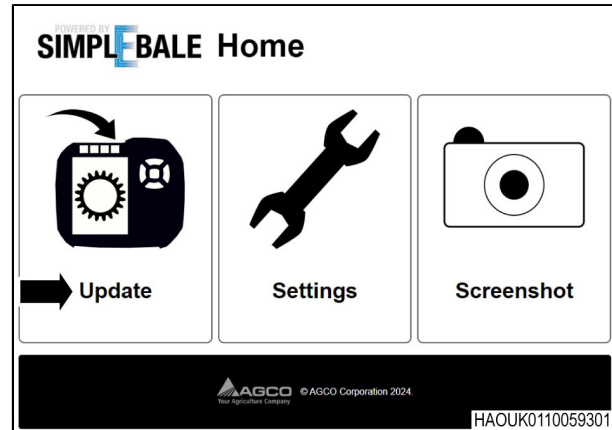 POWERED BY
SIMPLEBALE Home
Update
Settings
Screenshot
AGCO © AGCO Corporation 2024.
Your Agriculture Company
HAOUK0110059301